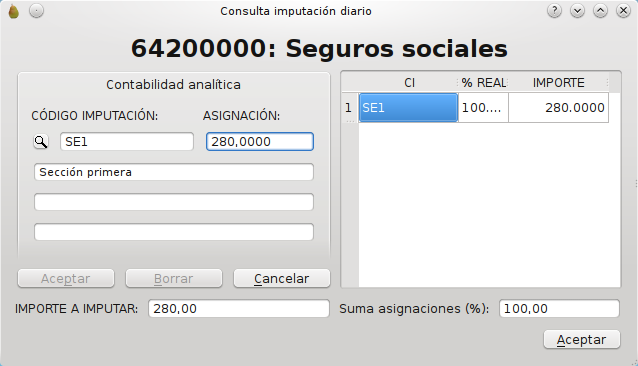 Consulta imputación diario
64200000: Seguros sociales
Contabilidad analítica
CÓDIGO IMPUTACIÓN: ASIGNACIÓN:
SE1 280,0000
Sección primera
Aceptar Borrar Cancelar
CI % REAL IMPORTE
1 SE1 100.... 280.0000
IMPORTE A IMPUTAR: 280,00 Suma asignaciones (%): 100,00
Aceptar